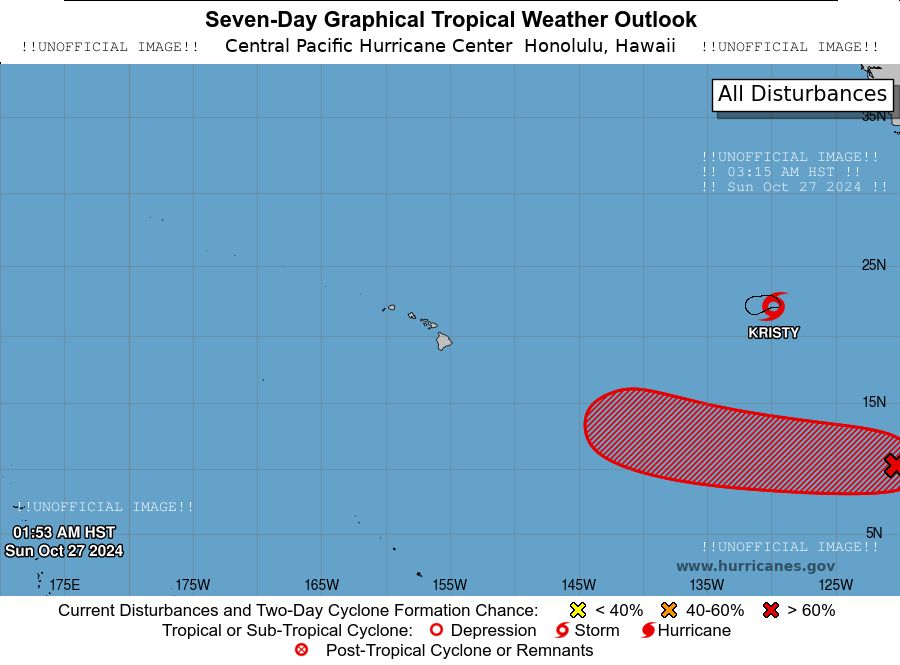 Seven-Day Graphical Tropical Weather Outlook
!!UNOFFICIAL IMAGE!! Central Pacific Hurricane Center Honolulu, Hawaii !!UNOFFICIAL IMAGE!!
All Disturbances
35N
!!UNOFFICIAL IMAGE!!
!! 03:15 AM HST !!
!! Sun Oct 27 2024 !!
25N
KRISTY
15N
!!UNOFFICIAL IMAGE!!
01:53 AM HST
Sun Oct 27 2024
5N
!!UNOFFICIAL IMAGE!!
www.hurricanes.gov
175E 175W 165W 155W 145W 135W 125W
Current Disturbances and Two-Day Cyclone Formation Chance: < 40% 40-60% > 60%
Tropical or Sub-Tropical Cyclone: Depression Storm Hurricane
Post-Tropical Cyclone or Remnants